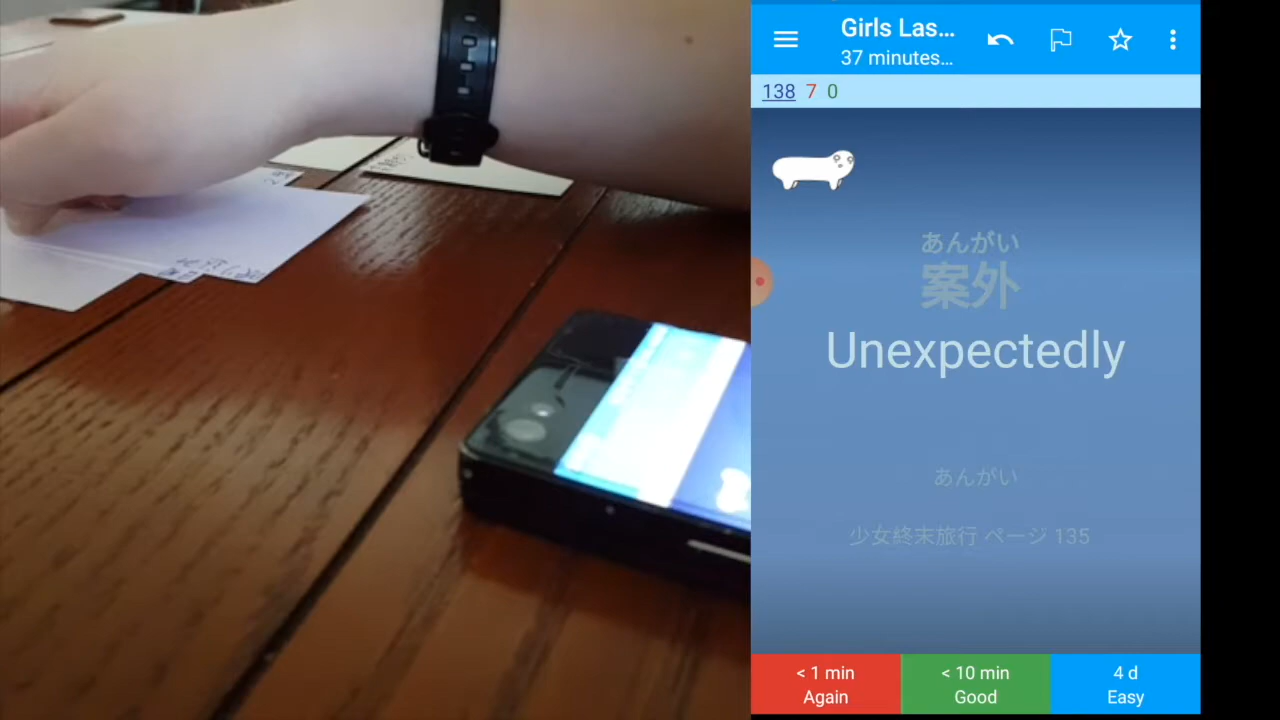 Girls Las...
37 minutes...
138 7 0
あんがい
案外
Unexpectedly
あんがい
少女終末旅行 ページ 135
< 1 min
Again
< 10 min
Good
4 d
Easy